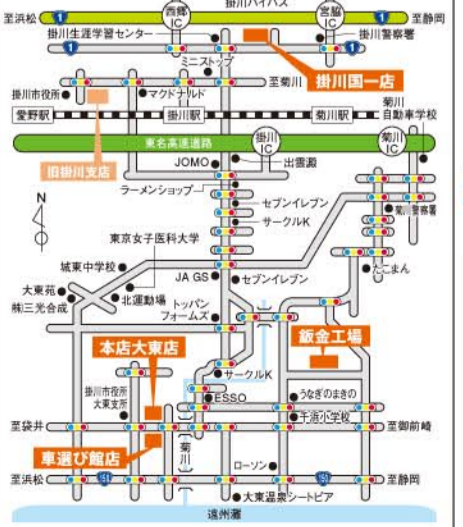 掛川バイパス
至浜松
1
西郷
IC
宮脇
IC
1
至静岡
掛川生涯学習センター
掛川警察署
1
1
ミニストップ
掛川国一店
至菊川
掛川市役所
マクドナルド
菊川
自動車学校
愛野駅
掛川駅
菊川駅
東名高速道路
掛川
IC
菊川
IC
JOMO
出雲殿
旧掛川支店
ラーメンショップ
セブンイレブン
サークルK
菊川警察署
N
東京女子医科大学
城東中学校
たこまん
JA GS
セブンイレブン
大東苑
㈱三光合成
北運動場
トッパン
フォームズ
鈑金工場
本店大東店
サークルK
掛川市役所
大東支所
ESSO
うなぎのまきの
千浜小学校
至袋井
至御前崎
車選び館店
菊川
ローソン
至浜松
150
150
至静岡
大東温泉シートピア
遠州灘